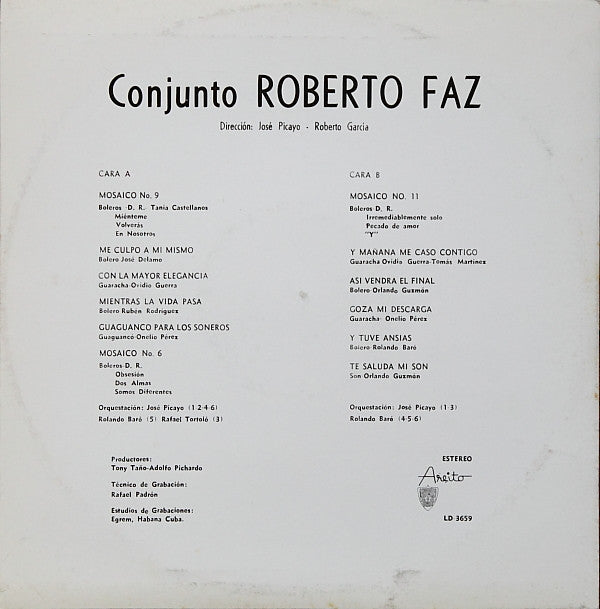 Conjunto ROBERTO FAZ
Dirección: José Picayo - Roberto García
CARA A
MOSAICO No. 9
Boleros D. R. Tania Castellanos
Miénteme
Volverás
En Nosotros
ME CULPO A MI MISMO
Bolero José Delamo
CON LA MAYOR ELEGANCIA
Guaracha-Ovidio Guerra
MIENTRAS LA VIDA PASA
Bolero Rubén Rodríguez
GUAGUANCO PARA LOS SONEROS
Guaguanco-Onelio Pérez
MOSAICO No. 6
Boleros-D. R.
Obsesión
Dos Almas
Somos Diferentes
Orquestación: José Picayo (1-2-4-6)
Rolando Baró (5) Rafael Tortoló (3)
CARA B
MOSAICO NO. 11
Boleros D. R.
Irremediablemente solo
Pecado de amor
"Y"
Y MAÑANA ME CASO CONTIGO
Guaracha Ovidio Guerra-Tomás Martínez
ASI VENDRA EL FINAL
Bolero-Orlando Guzmón
GOZA MI DESCARGA
Guaracha- Onelio Pérez
Y TUVE ANSIAS
Bolero-Rolando Baró
TE SALUDA MI SON
Son-Orlando Guzmán
Orquestación: José Picayo (1-3)
Rolando Baró (4-5-6)
Productores:
Tony Taño-Adolfo Pichardo
Técnico de Grabación:
Rafael Padrón
Estudios de Grabaciones:
Egrem, Habana Cuba.
ESTEREO
Areito
LD 3659